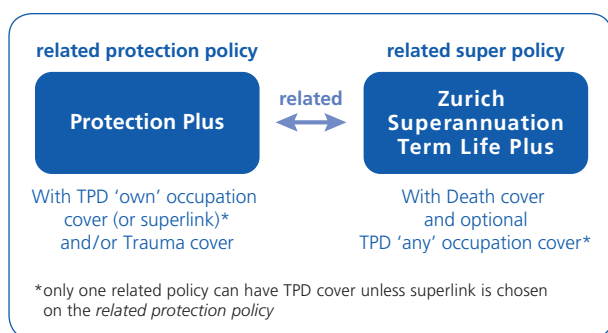 related protection policy
related super policy
Protection Plus
related
Zurich
Superannuation
Term Life Plus
With TPD ‘own’ occupation
cover (or superlink)*
and/or Trauma cover
With Death cover
and optional
TPD ‘any’ occupation cover*
*only one related policy can have TPD cover unless superlink is chosen
on the related protection policy